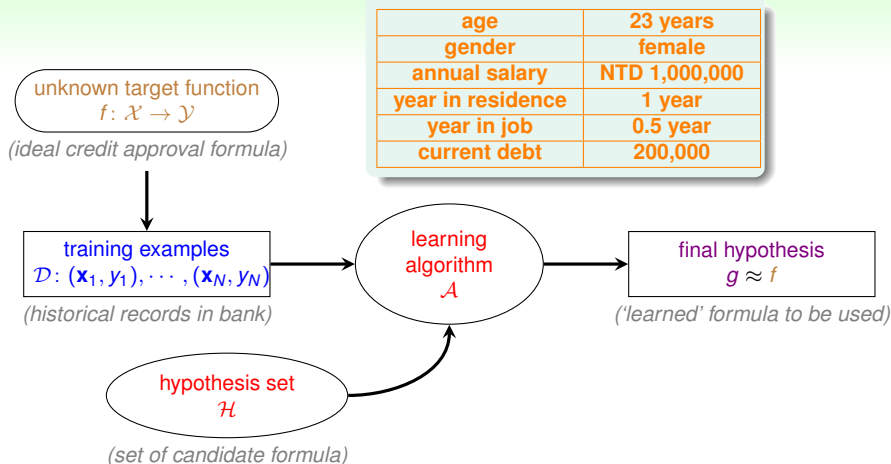 age 23 years
gender female
annual salary NTD 1,000,000
year in residence 1 year
year in job 0.5 year
current debt 200,000
unknown target function
f: 𝒳 → 𝒴
(ideal credit approval formula)
training examples
𝒟: (x₁, y₁), ⋯ , (x_N, y_N)
(historical records in bank)
learning
algorithm
𝒜
final hypothesis
g ≈ f
(‘learned’ formula to be used)
hypothesis set
ℋ
(set of candidate formula)